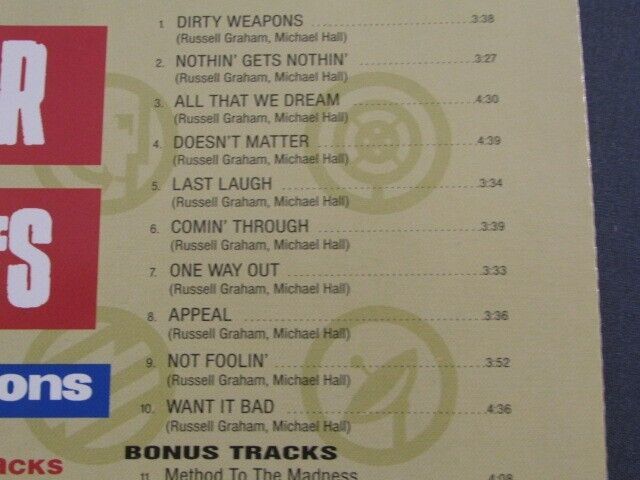 1. DIRTY WEAPONS 3:38
(Russell Graham, Michael Hall)
2. NOTHIN' GETS NOTHIN' 3:27
(Russell Graham, Michael Hall)
3. ALL THAT WE DREAM 4:30
(Russell Graham, Michael Hall)
4. DOESN'T MATTER 4:39
(Russell Graham, Michael Hall)
5. LAST LAUGH 3:34
(Russell Graham, Michael Hall)
6. COMIN' THROUGH 3:39
(Russell Graham, Michael Hall)
7. ONE WAY OUT 3:33
(Russell Graham, Michael Hall)
8. APPEAL 3:36
(Russell Graham, Michael Hall)
9. NOT FOOLIN' 3:52
(Russell Graham, Michael Hall)
10. WANT IT BAD 4:36
(Russell Graham, Michael Hall)
BONUS TRACKS
11. Method To The Madness 4:08
R
S
ons
ACKS